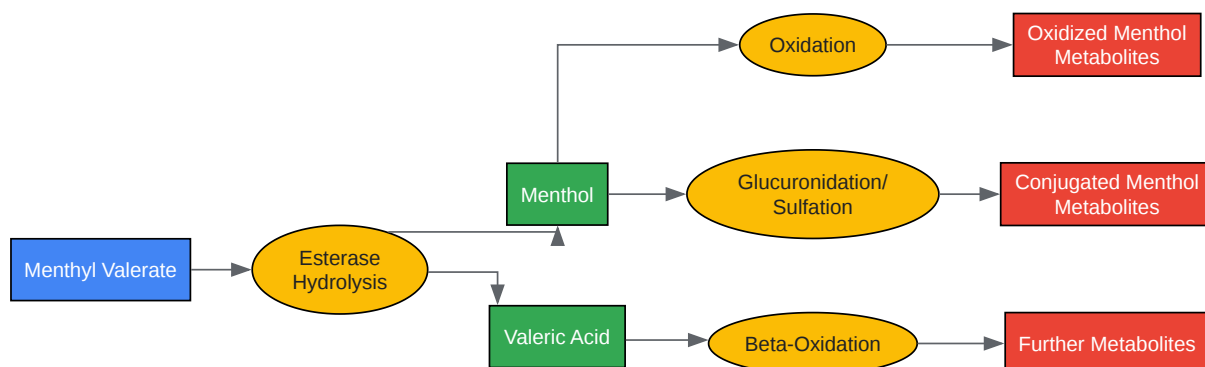 Oxidation
Oxidized Menthol
Metabolites
Menthol
Glucuronidation/
Sulfation
Conjugated Menthol
Metabolites
Menthyl Valerate
Esterase
Hydrolysis
Valeric Acid
Beta-Oxidation
Further Metabolites